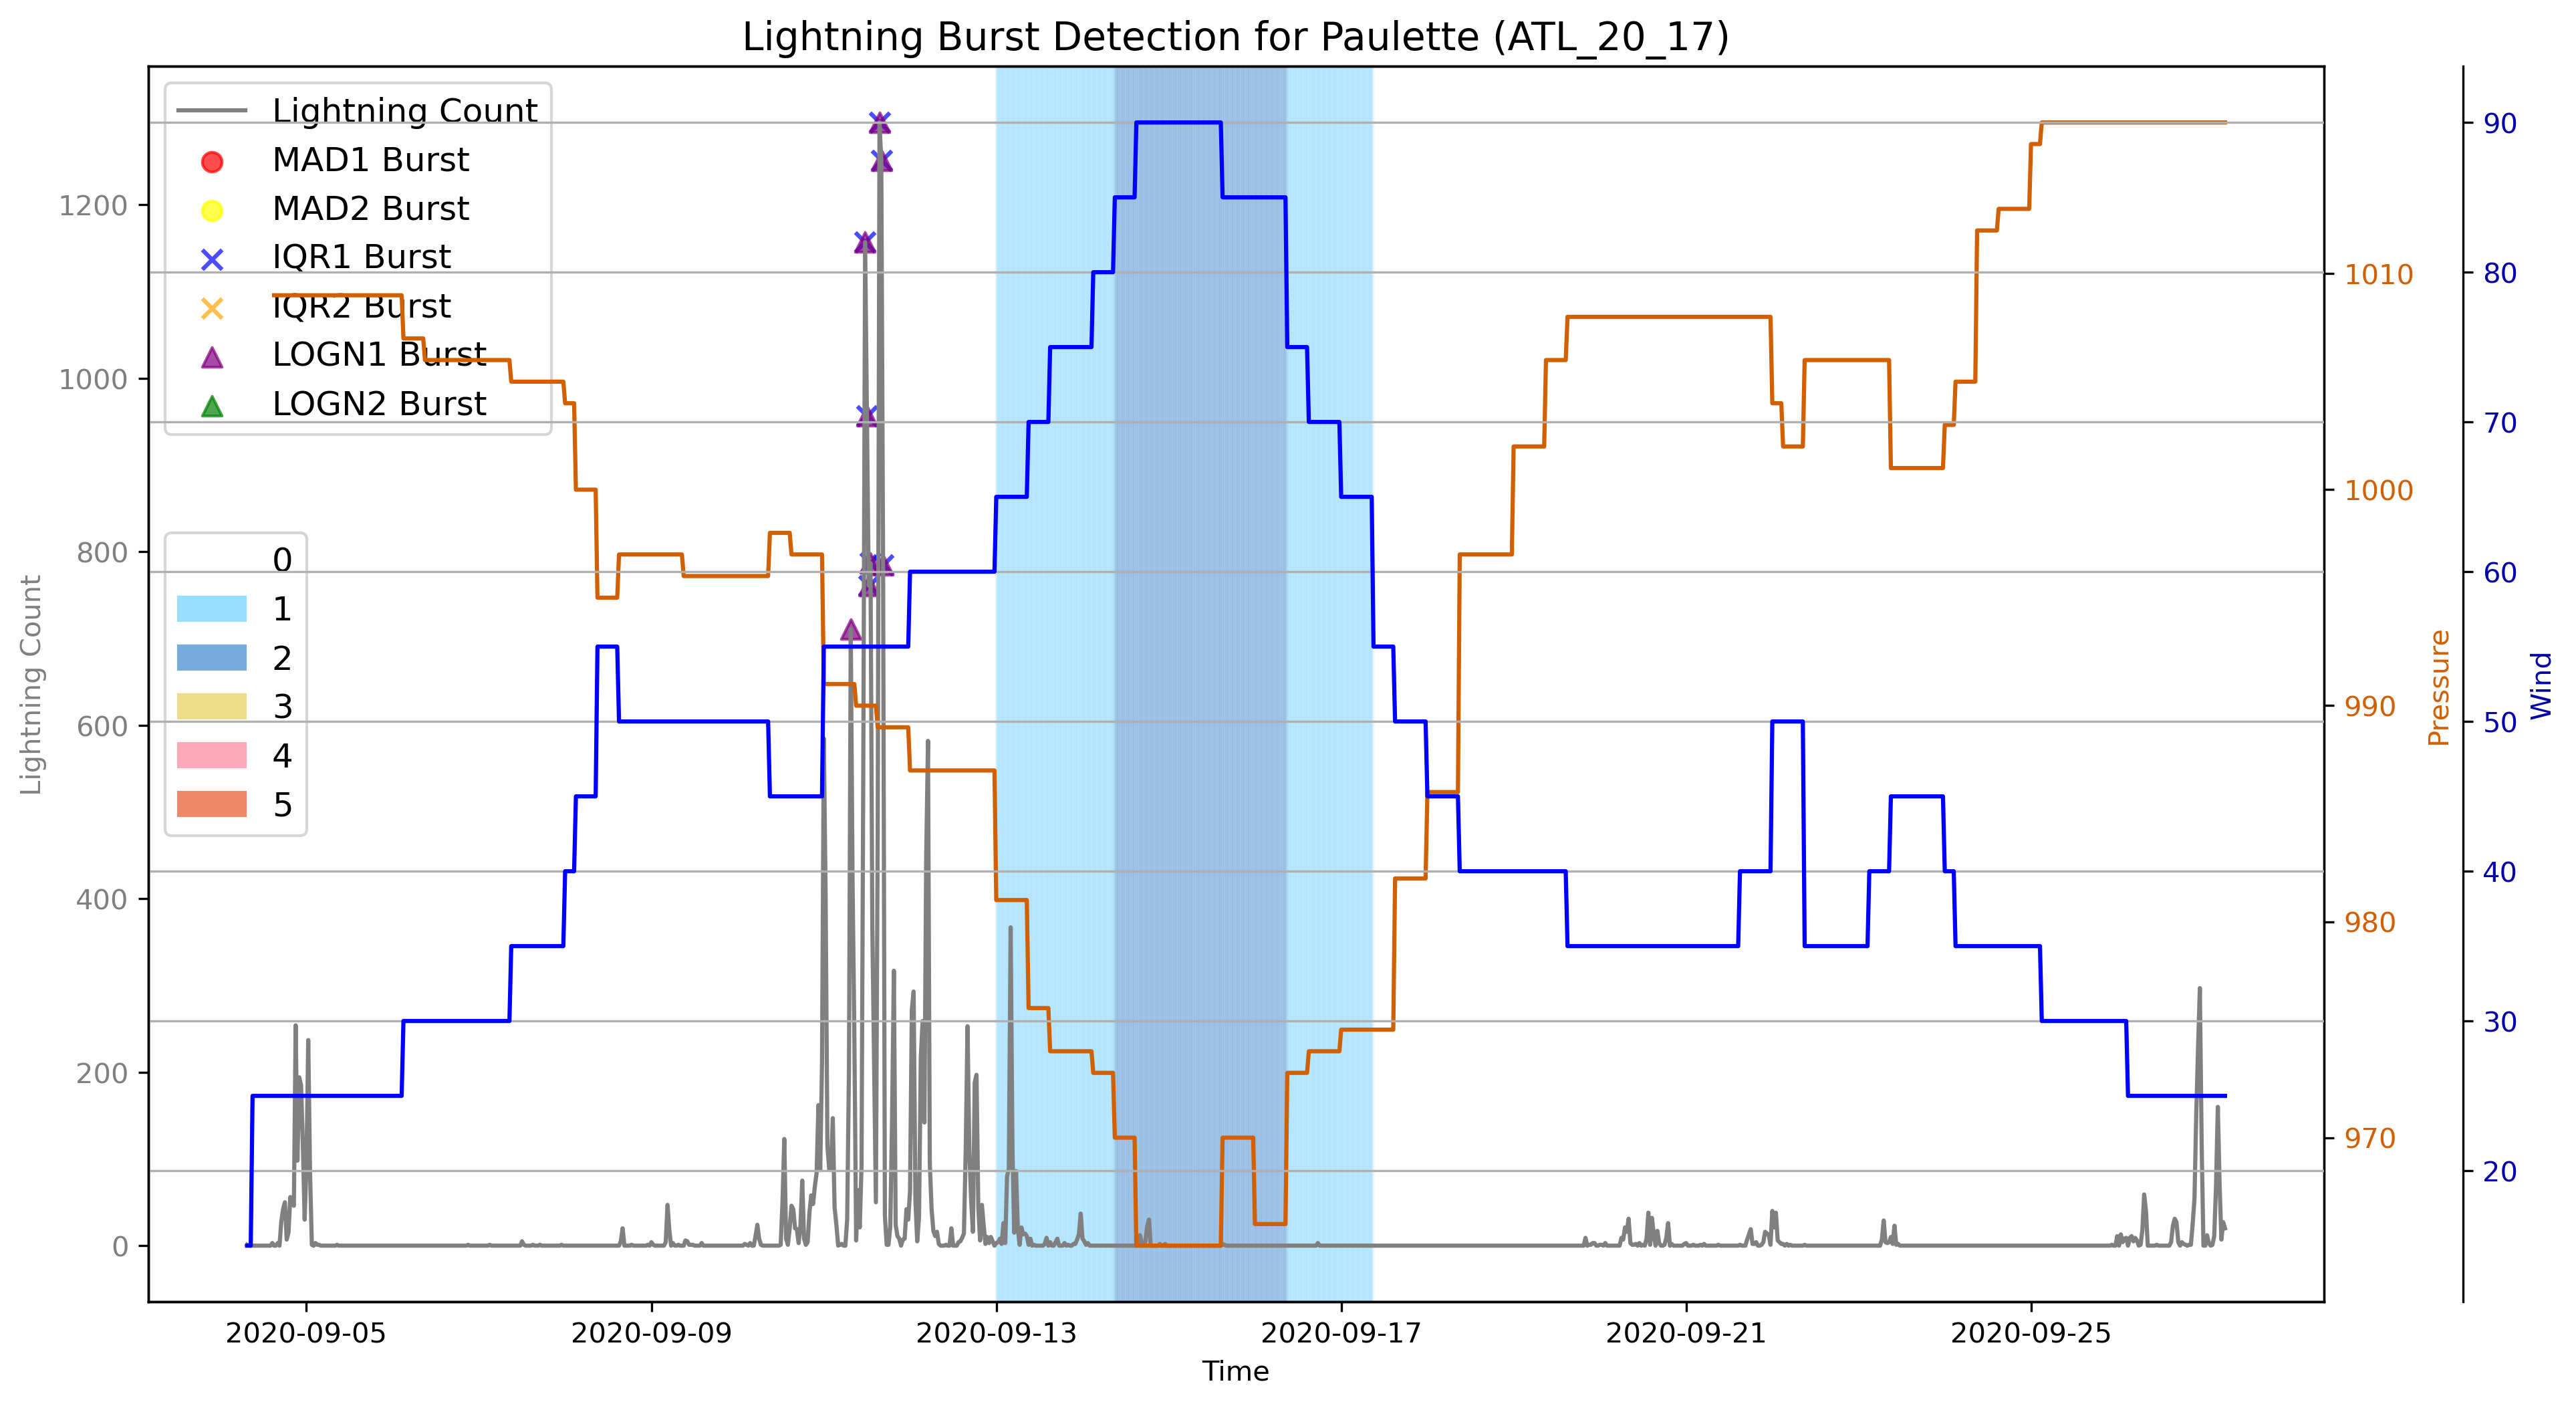 Lightning Burst Detection for Paulette (ATL_20_17)
Lightning Count
MAD1 Burst
MAD2 Burst
IQR1 Burst
IQR2 Burst
LOGN1 Burst
LOGN2 Burst
0
1
2
3
4
5
Lightning Count
1200
1000
800
600
400
200
0
1010
1000
990
980
970
Pressure
90
80
70
60
50
40
30
20
Wind
2020-09-05
2020-09-09
2020-09-13
2020-09-17
2020-09-21
2020-09-25
Time